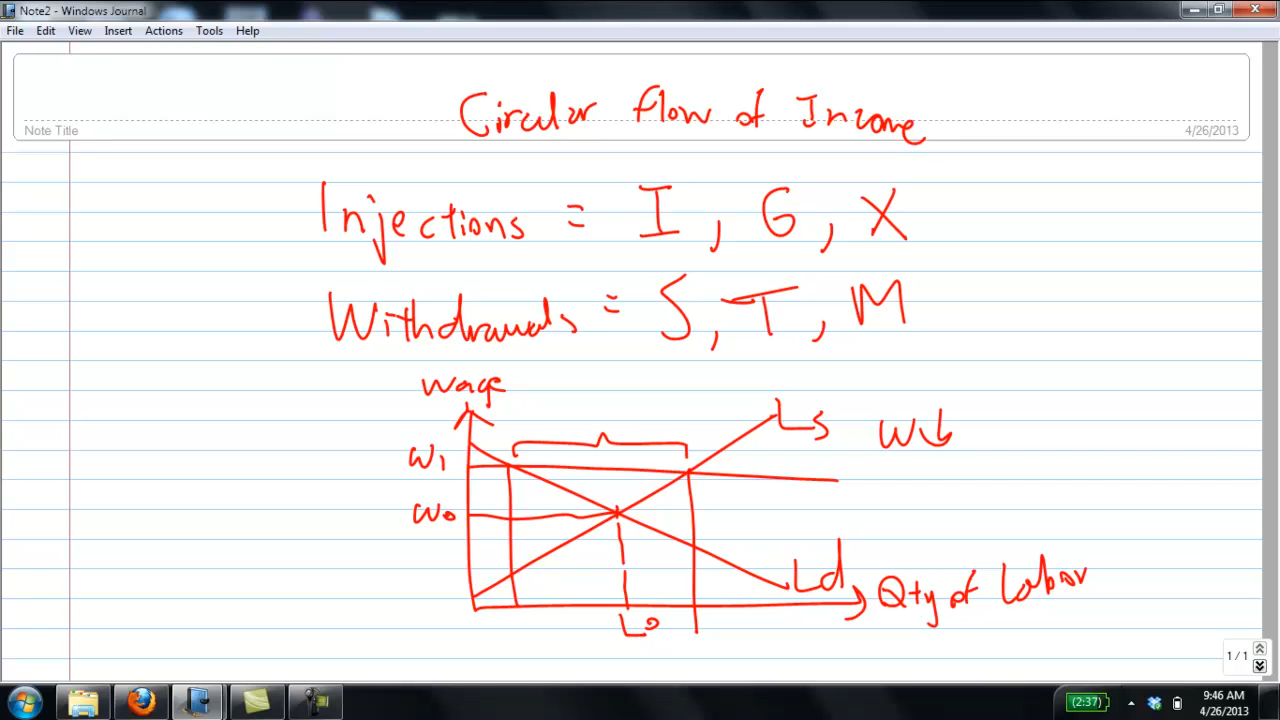 Note2 - Windows Journal
File Edit View Insert Actions Tools Help
Circular Flow of Income
Note Title
4/26/2013
Injections = I, G, X
Withdrawals = S, T, M
Wage
Ls
W↓
W1
W0
Ld
Qty of Labor
L0
1 / 1
(2:37)
9:46 AM
4/26/2013